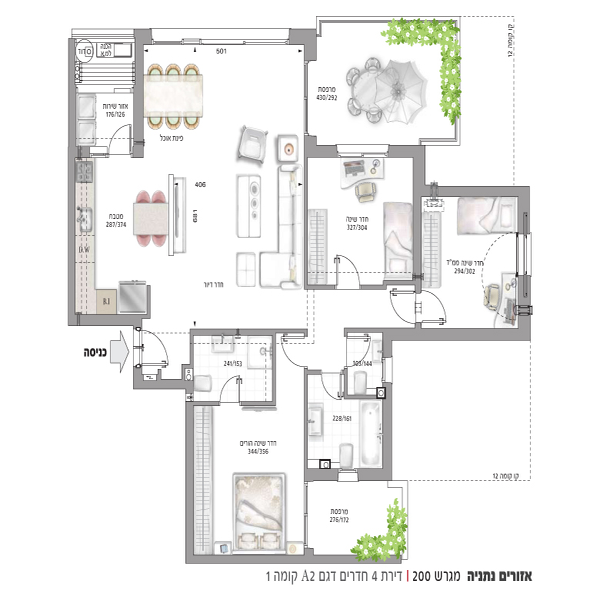 501
קו קומה 12
הכנה למ.כ
מדור
מרפסת
430/292
אזור שירות
176/126
פינת אוכל
406
681
חדר שינה
327/304
מטבח
287/374
חדר שינה ממ"ד
294/302
D.W
חדר דיור
B.I
כניסה
241/153
103/144
228/161
חדר שינה הורים
344/356
קו קומה 12
מרפסת
276/172
אזורים נתניה מגרש 200 | דירת 4 חדרים דגם A2 קומה 1